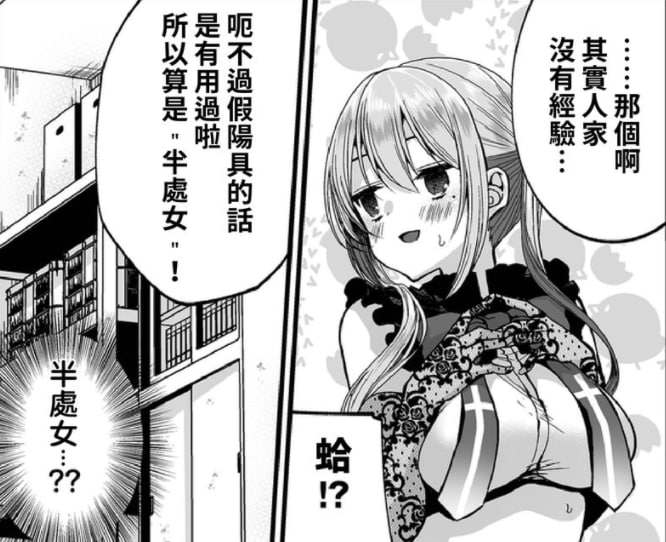 ……那個啊
其實人家
沒有經驗…
蛤!?
呃不過假陽具的話
是有用過啦
所以算是"半處女"！
半處女…??